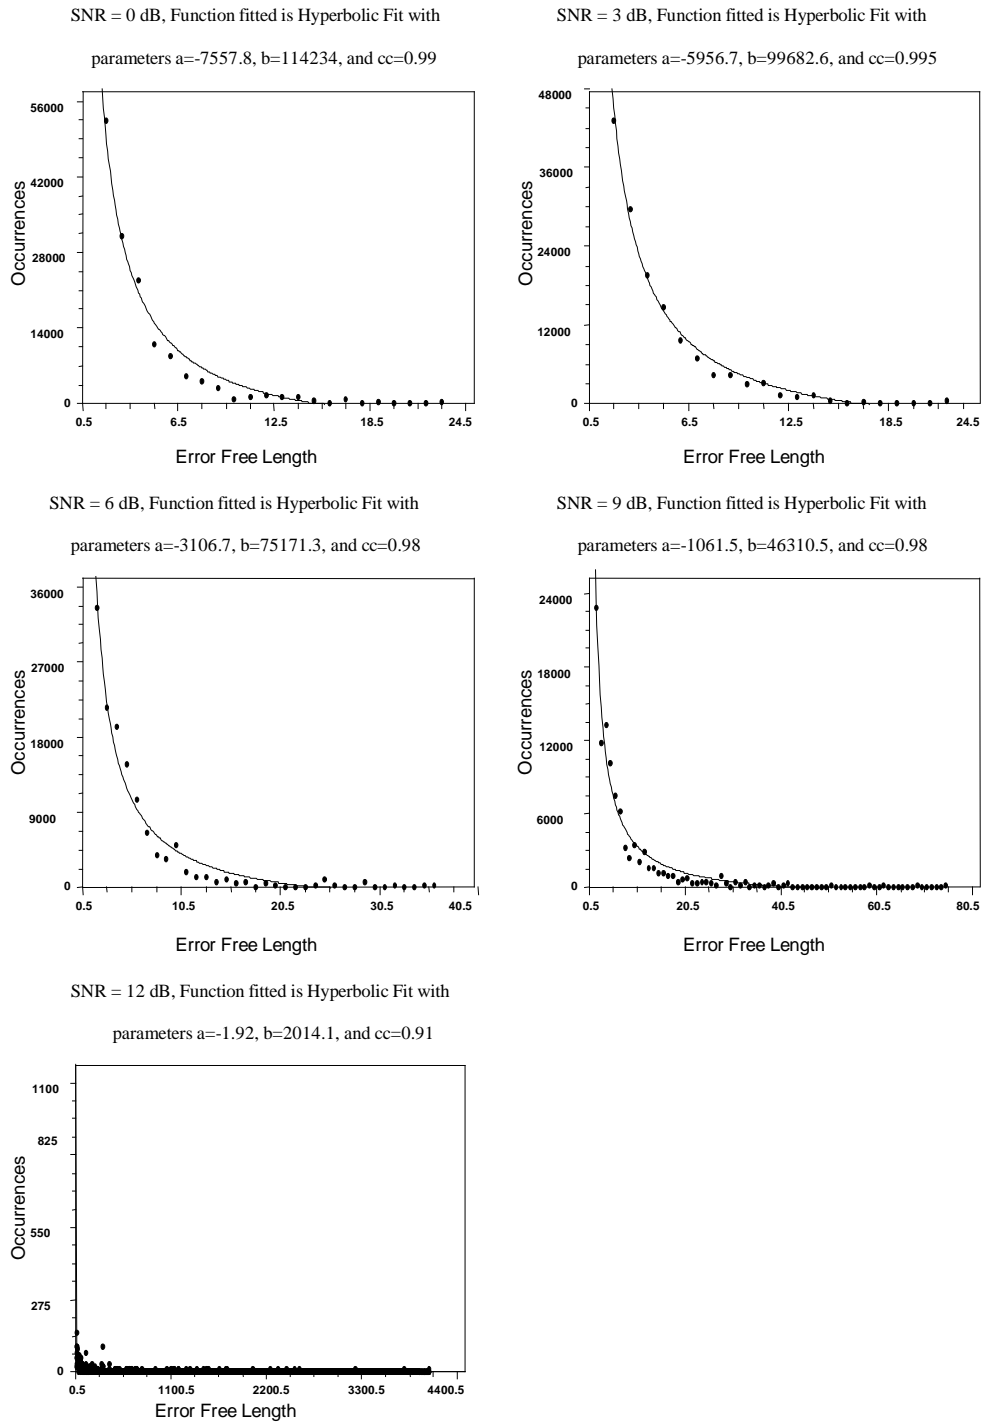 SNR = 0 dB, Function fitted is Hyperbolic Fit with
parameters a=-7557.8, b=114234, and cc=0.99
56000
42000
28000
14000
0
Occurrences
0.5 6.5 12.5 18.5 24.5
Error Free Length
SNR = 3 dB, Function fitted is Hyperbolic Fit with
parameters a=-5956.7, b=99682.6, and cc=0.995
48000
36000
24000
12000
0
Occurrences
0.5 6.5 12.5 18.5 24.5
Error Free Length
SNR = 6 dB, Function fitted is Hyperbolic Fit with
parameters a=-3106.7, b=75171.3, and cc=0.98
36000
27000
18000
9000
0
Occurrences
0.5 10.5 20.5 30.5 40.5
Error Free Length
SNR = 9 dB, Function fitted is Hyperbolic Fit with
parameters a=-1061.5, b=46310.5, and cc=0.98
24000
18000
12000
6000
0
Occurrences
0.5 20.5 40.5 60.5 80.5
Error Free Length
SNR = 12 dB, Function fitted is Hyperbolic Fit with
parameters a=-1.92, b=2014.1, and cc=0.91
1100
825
550
275
0
Occurrences
0.5 1100.5 2200.5 3300.5 4400.5
Error Free Length